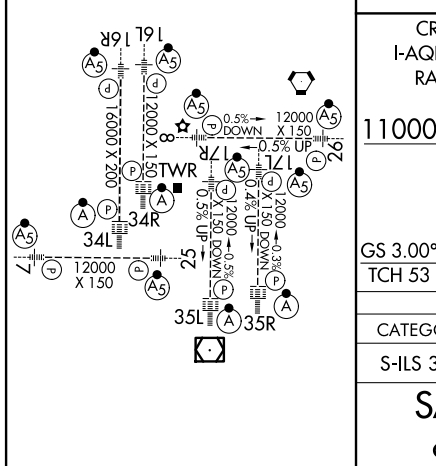 16R
16L
A5
A5
P
P
16000 X 200
12000 X 150
TWR
P
P
A
A
34L
34R
A5
7
P
12000
X 150
P
A5
25
8
A5
P
0.5%
DOWN
12000
X 150
0.5% UP
A5
P
26
17R
17L
A5
A5
P
P
0.5% UP
12000
X 150
DOWN
0.5%
0.4% UP
12000
X 150
DOWN
0.3%
P
P
A
A
35L
35R
CR
I-AQ
RA
11000
GS 3.00°
TCH 53
CATEGO
S-ILS 3
SA